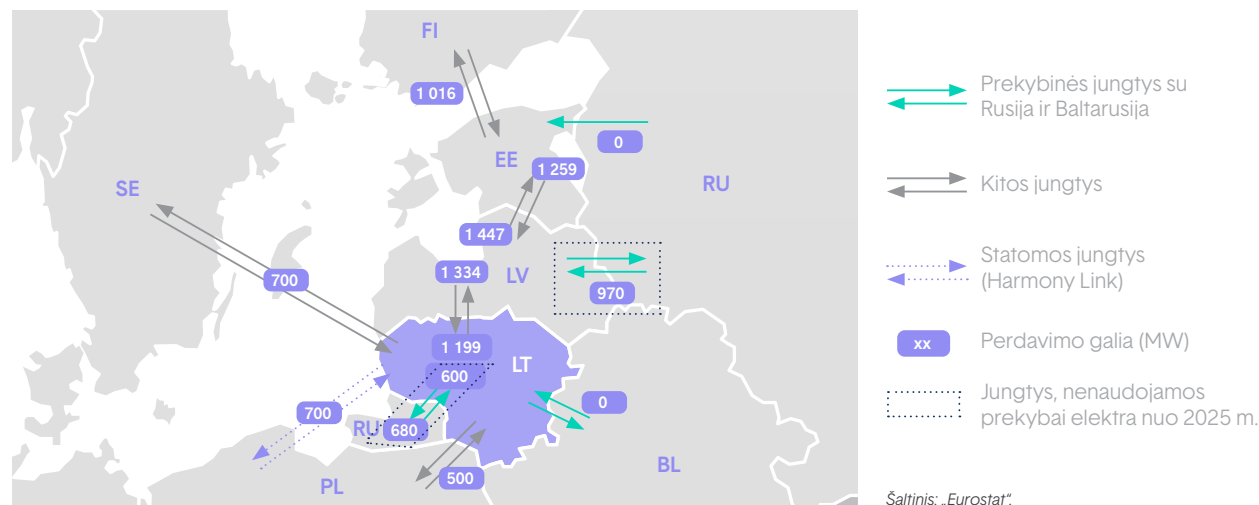 FI
1 016
0
EE
1 259
RU
SE
1 447
1 334
LV
700
970
1 199
LT
600
700
0
RU
680
500
PL
BL
Prekybinės jungtys su
Rusija ir Baltarusija
Kitos jungtys
Statomos jungtys
(Harmony Link)
xx
Perdavimo galia (MW)
Jungtys, nenaudojamos
prekybai elektra nuo 2025 m.
Šaltinis: „Eurostat“.